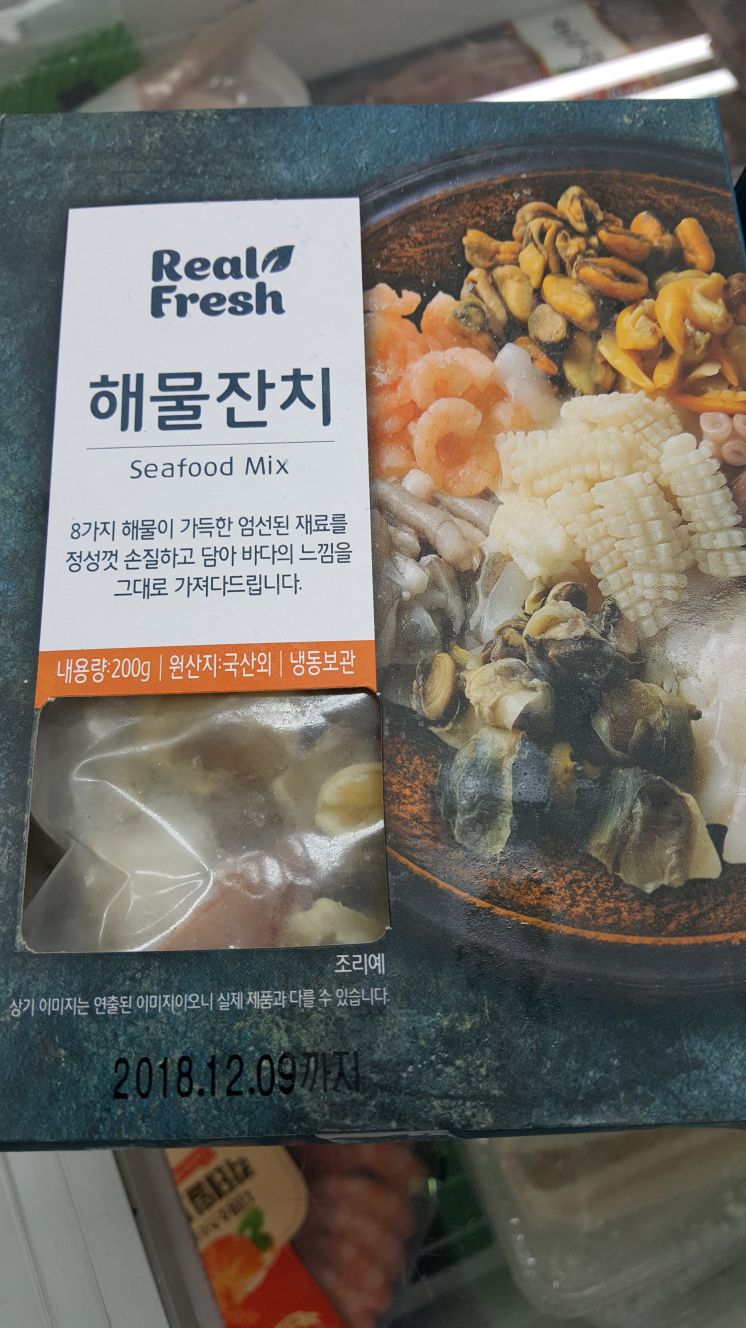 Real
Fresh
해물잔치
Seafood Mix
8가지 해물이 가득한 엄선된 재료를
정성껏 손질하고 담아 바다의 느낌을
그대로 가져다드립니다.
내용량:200g | 원산지:국산외 | 냉동보관
조리예
상기 이미지는 연출된 이미지이오니 실제 제품과 다를 수 있습니다.
2018.12.09까지